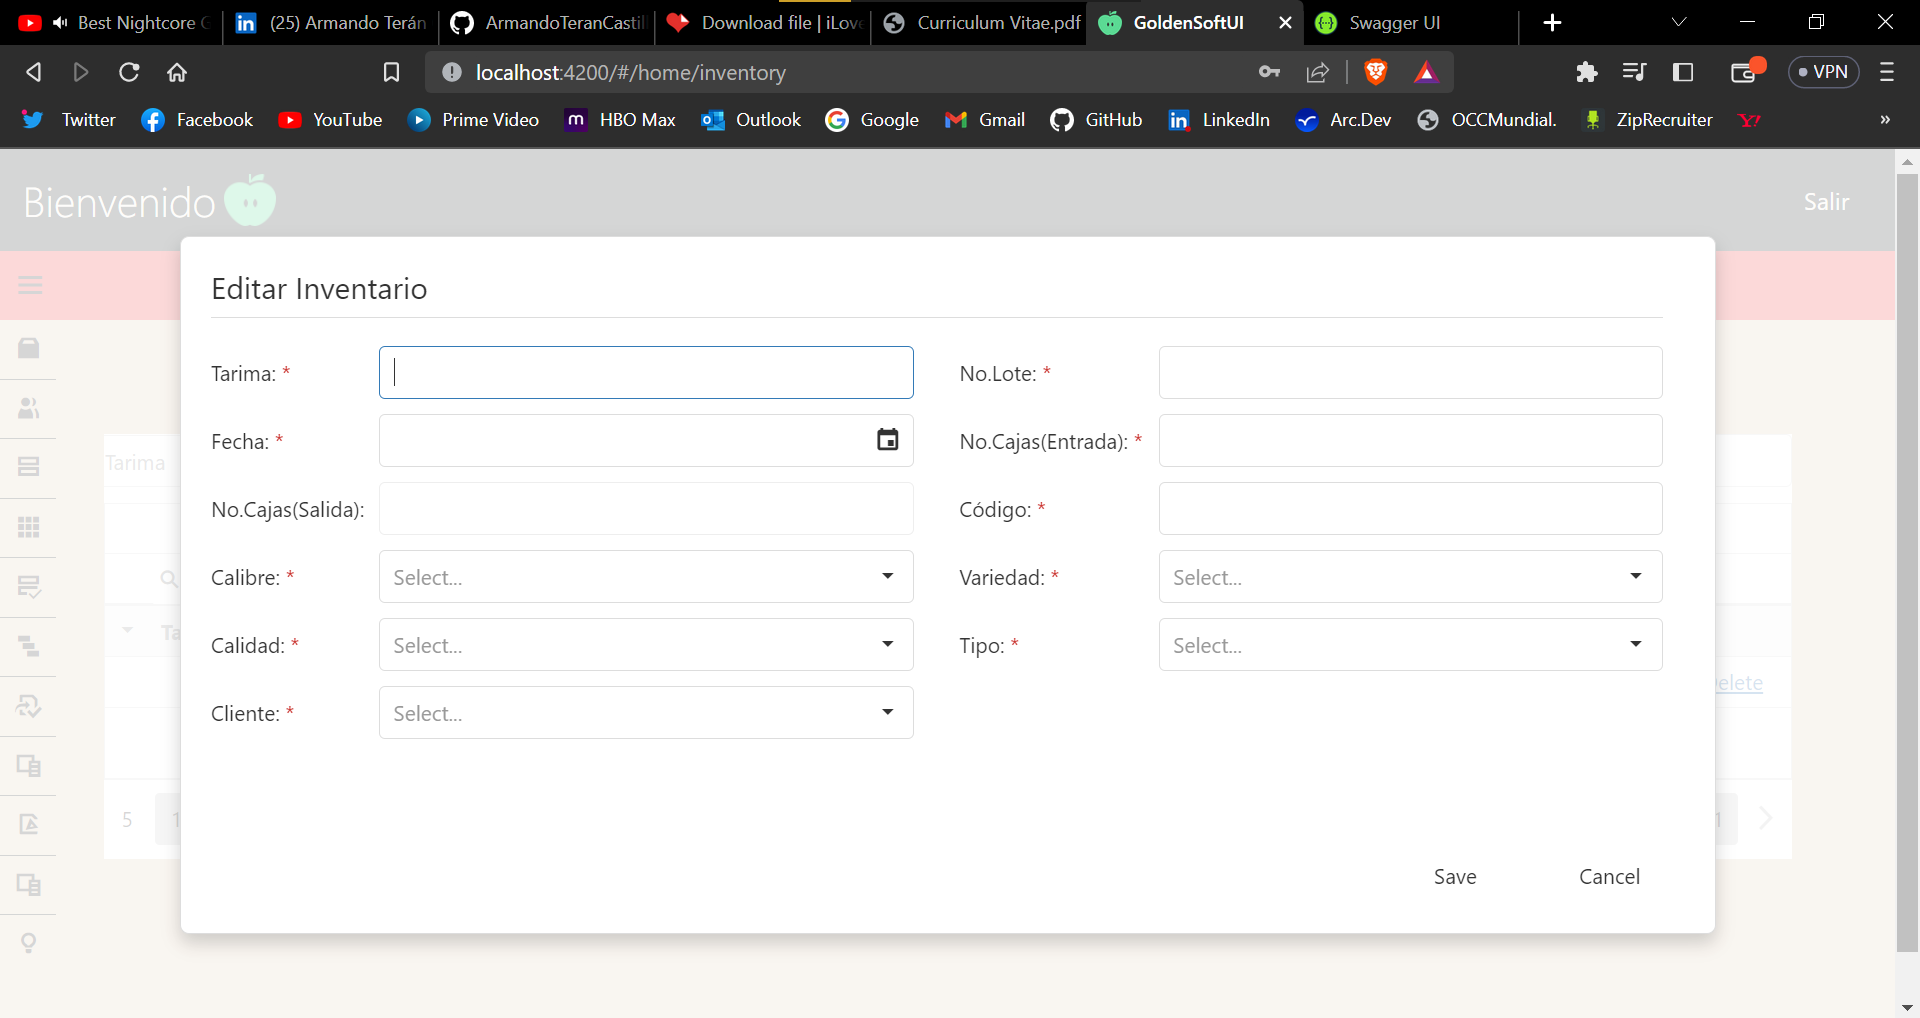 Best Nightcore
(25) Armando Terán
ArmandoTeranCastil
Download file | iLove
Curriculum Vitae.pdf
GoldenSoftUI
Swagger UI
localhost:4200/#/home/inventory
VPN
Twitter
Facebook
YouTube
Prime Video
HBO Max
Outlook
Google
Gmail
GitHub
LinkedIn
Arc.Dev
OCCMundial.
ZipRecruiter
»
Bienvenido
Salir
Editar Inventario
Tarima: *
No.Lote: *
Fecha: *
No.Cajas(Entrada): *
Tarima
No.Cajas(Salida):
Código: *
Calibre: *
Select...
Variedad: *
Select...
Ta
Calidad: *
Select...
Tipo: *
Select...
elete
Cliente: *
Select...
5
1
1
Save
Cancel